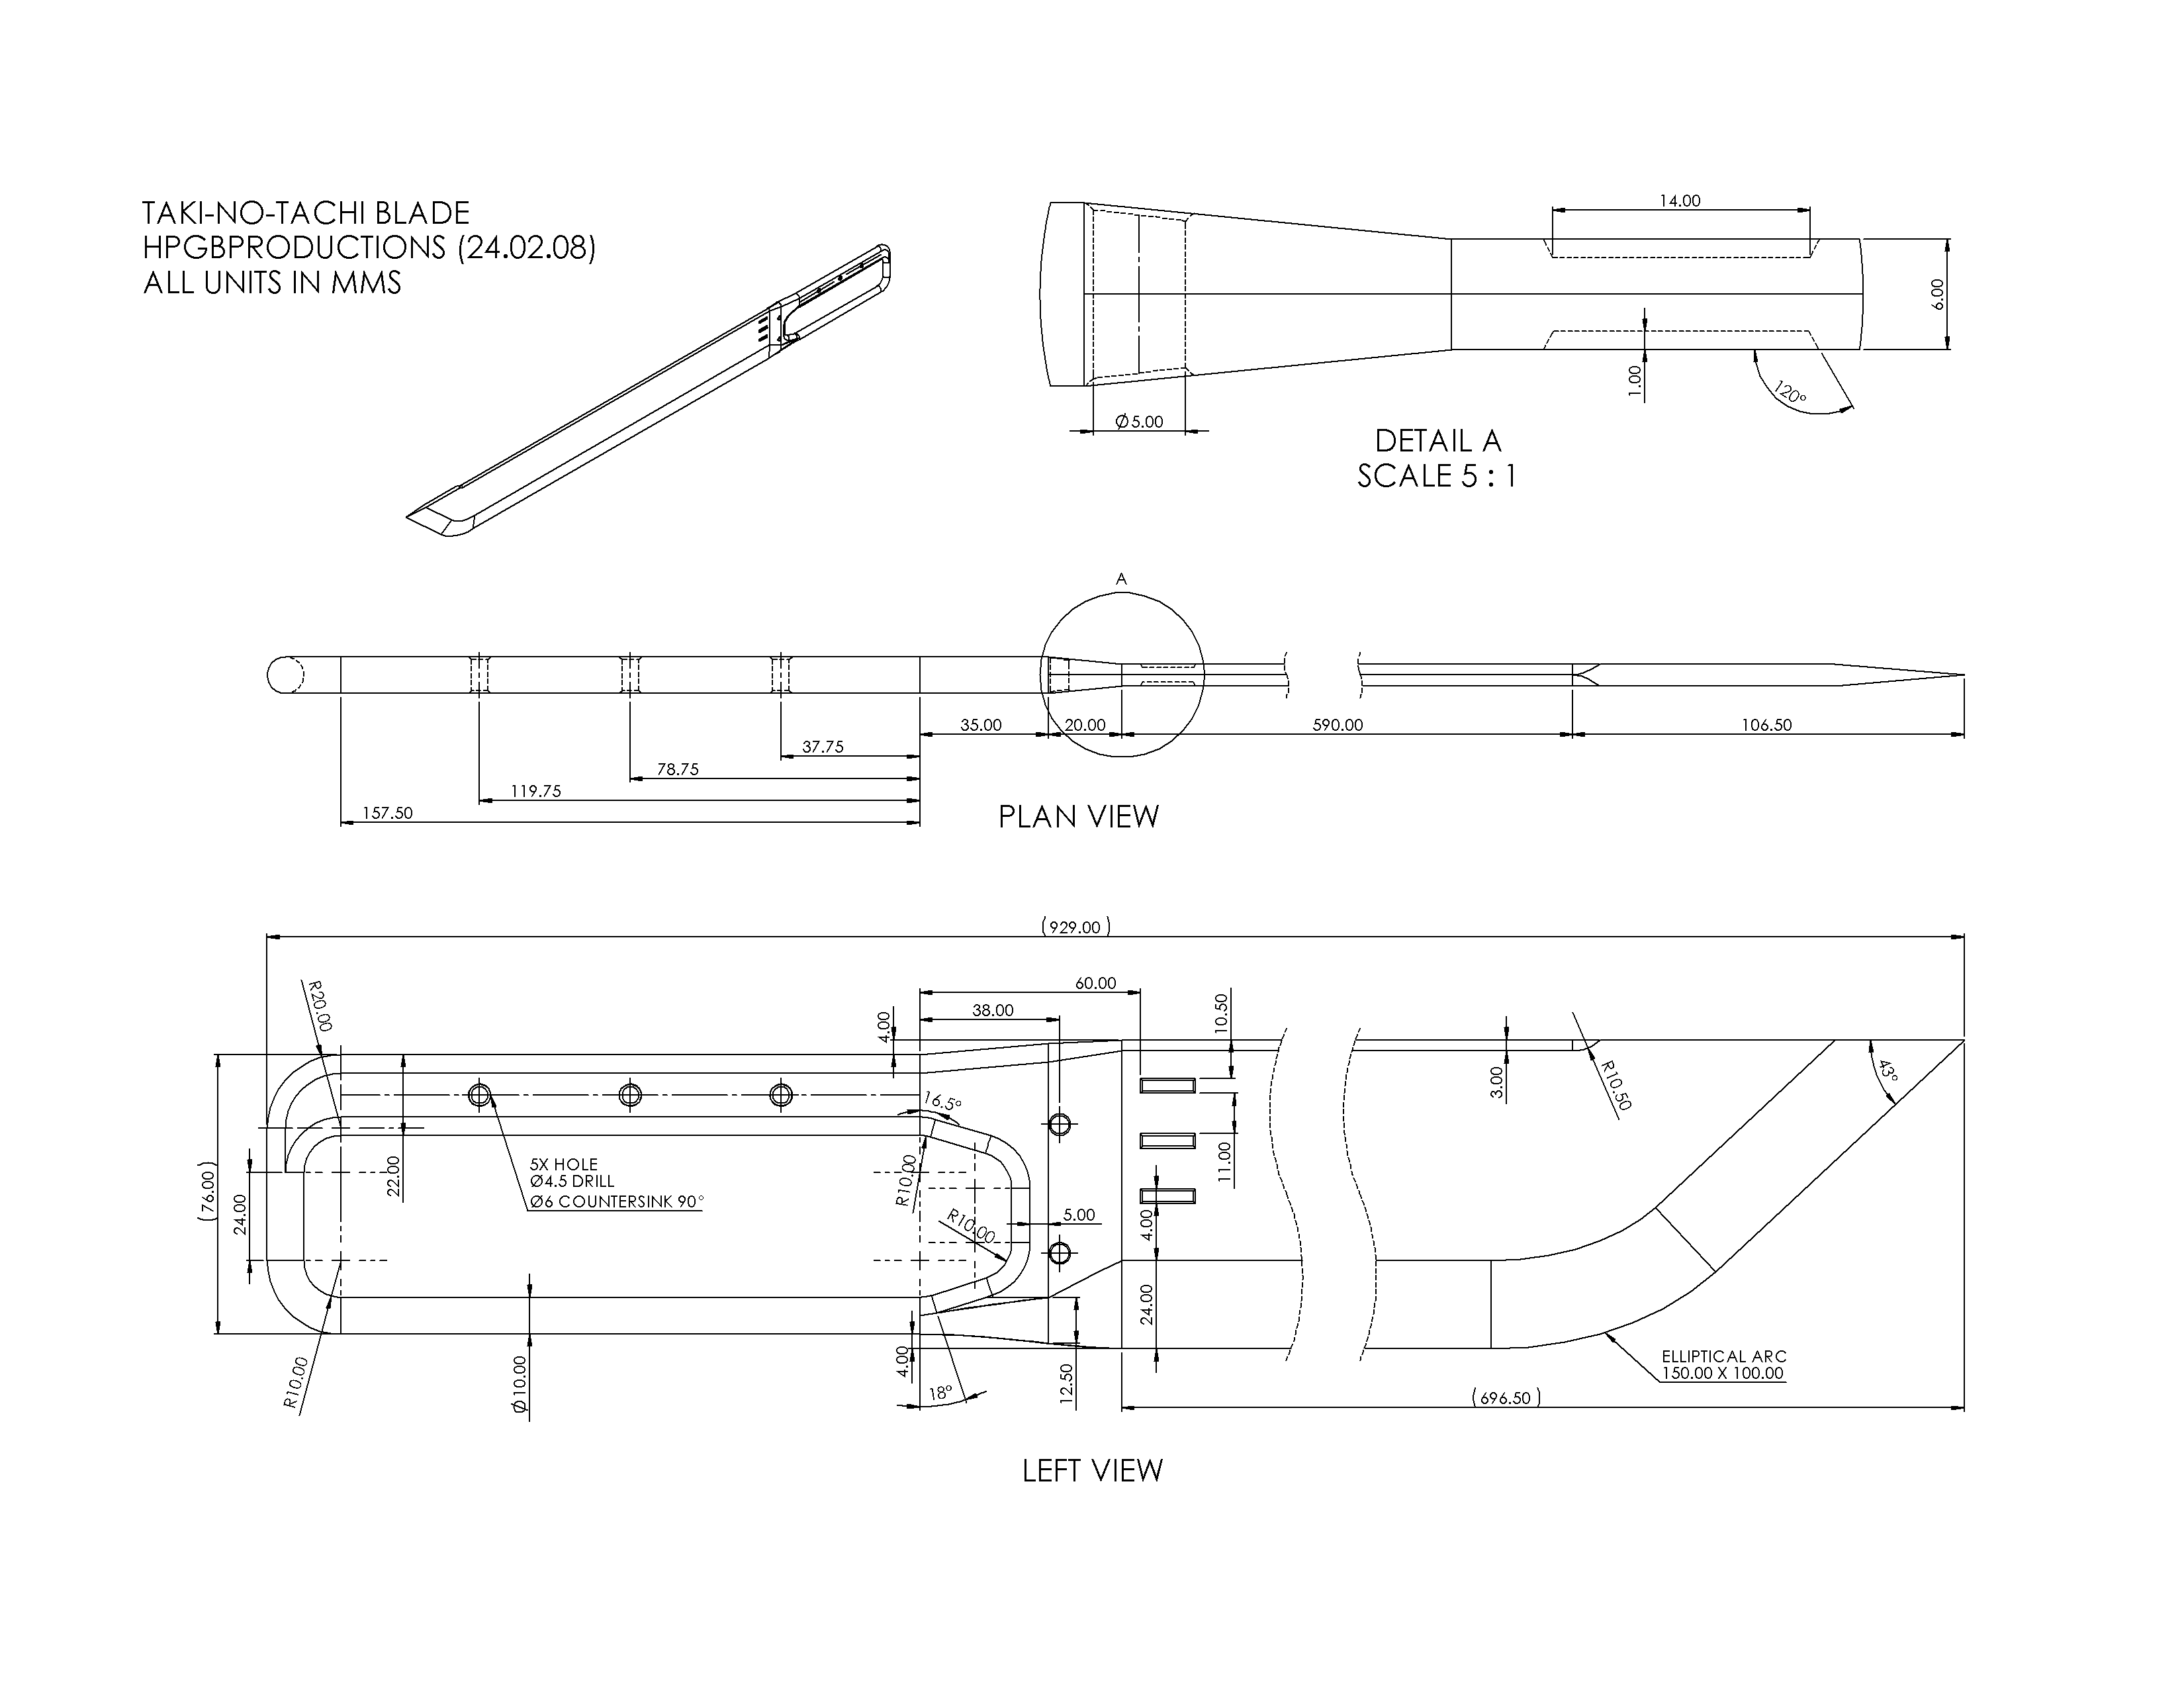 TAKI-NO-TACHI BLADE
HPGBPRODUCTIONS (24.02.08)
ALL UNITS IN MMS
14.00
6.00
1.00
120°
Ø5.00
DETAIL A
SCALE 5 : 1
A
35.00
20.00
590.00
106.50
37.75
78.75
119.75
157.50
PLAN VIEW
(929.00)
R20.00
60.00
38.00
4.00
10.50
3.00
R10.50
43°
16.5°
(76.00)
24.00
22.00
5X HOLE
Ø4.5 DRILL
Ø6 COUNTERSINK 90°
R10.00
R10.00
5.00
11.00
4.00
24.00
R10.00
Ø10.00
4.00
18°
12.50
ELLIPTICAL ARC
150.00 X 100.00
(696.50)
LEFT VIEW